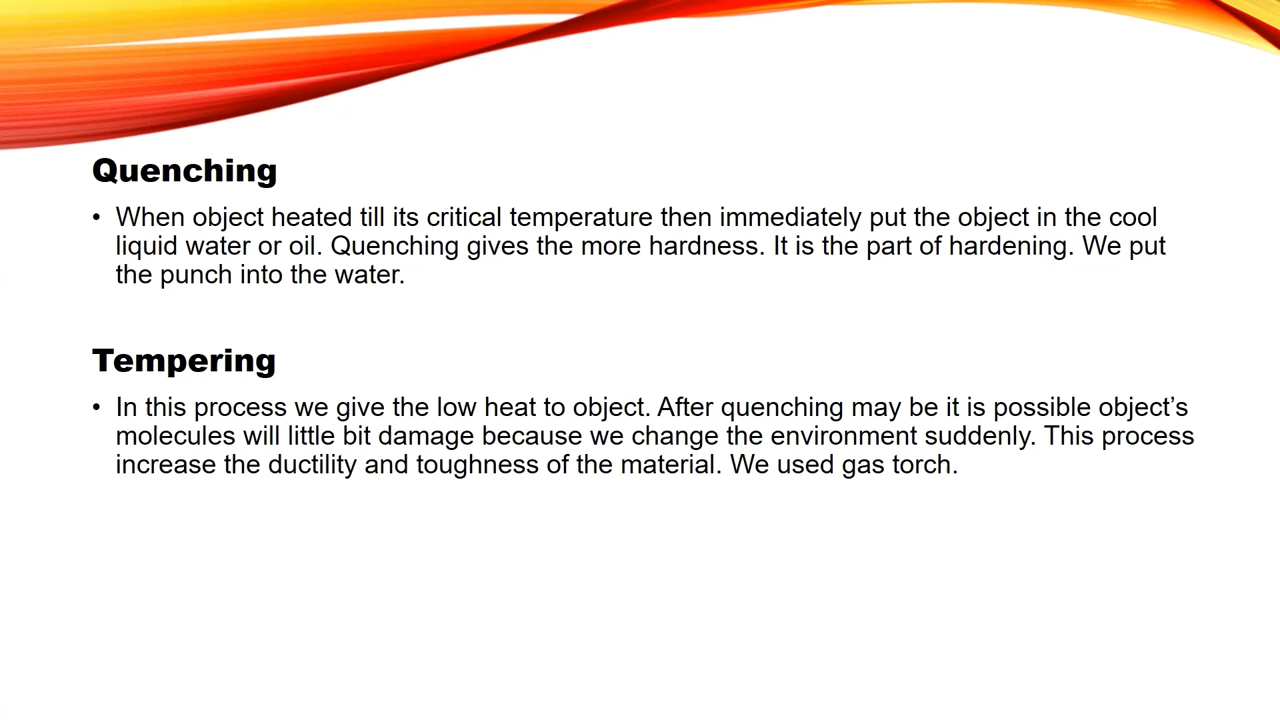 Quenching
• When object heated till its critical temperature then immediately put the object in the cool
liquid water or oil. Quenching gives the more hardness. It is the part of hardening. We put
the punch into the water.
Tempering
• In this process we give the low heat to object. After quenching may be it is possible object’s
molecules will little bit damage because we change the environment suddenly. This process
increase the ductility and toughness of the material. We used gas torch.